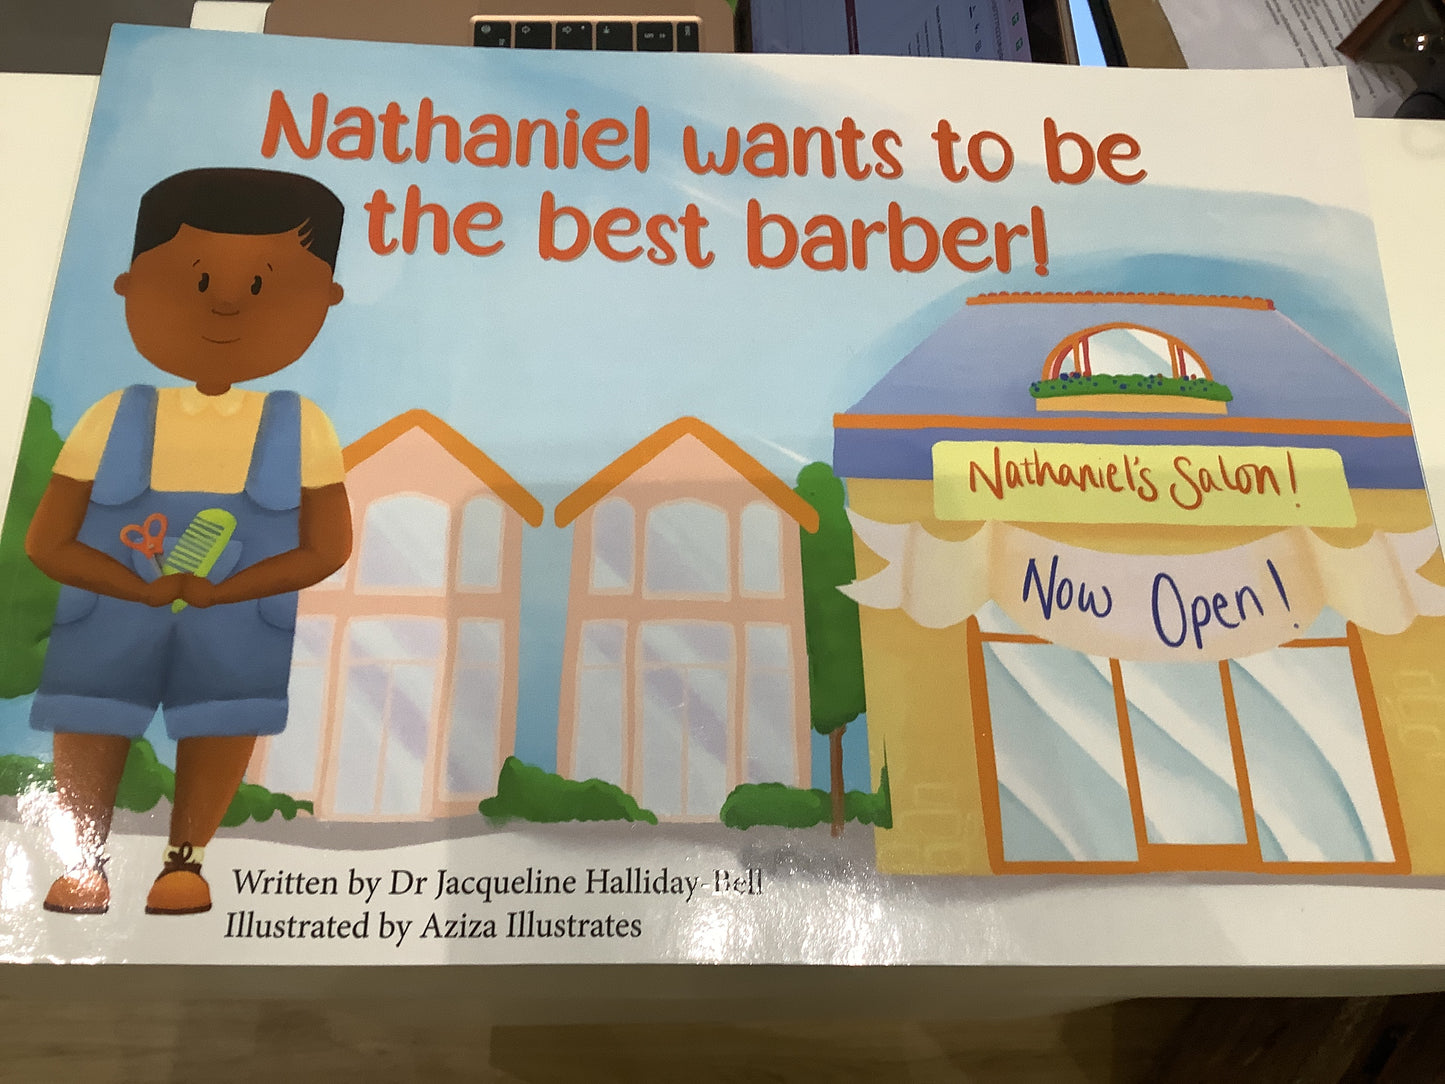 Nathaniel wants to be
the best barber!
Nathaniel's Salon!
Now Open!
Written by Dr Jacqueline Halliday-Bell
Illustrated by Aziza Illustrates